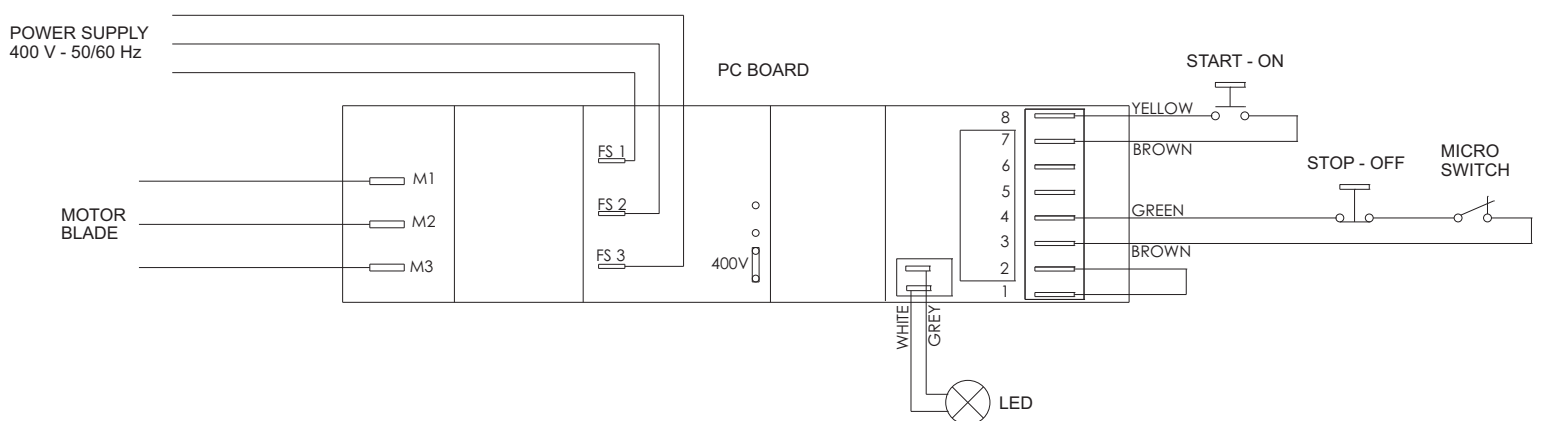 POWER SUPPLY
400 V - 50/60 Hz
PC BOARD
START - ON
8
YELLOW
7
BROWN
FS 1
6
STOP - OFF
MICRO
SWITCH
M1
5
FS 2
4
GREEN
MOTOR
BLADE
M2
3
BROWN
FS 3
400V
M3
2
1
WHITE
GREY
LED